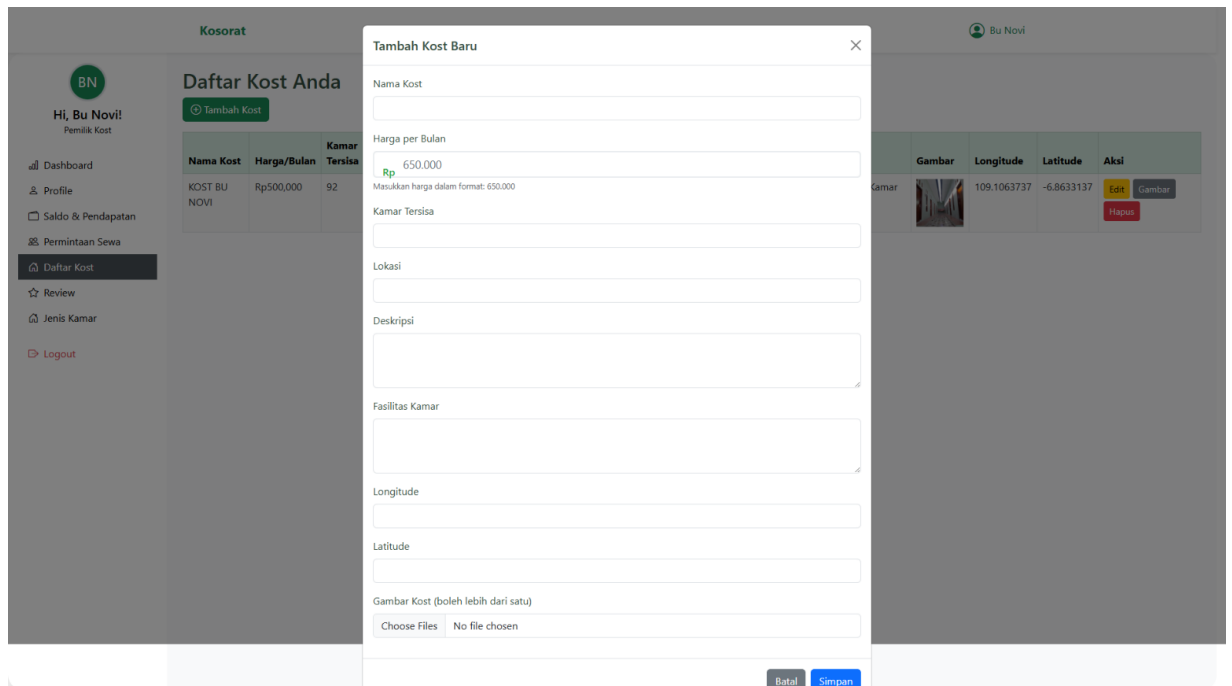 Kosorat
Bu Novi
BN
Hi, Bu Novi!
Pemilik Kost
Dashboard
Profile
Saldo & Pendapatan
Permintaan Sewa
Daftar Kost
Review
Jenis Kamar
Logout
Daftar Kost Anda
Tambah Kost
Nama Kost Harga/Bulan Kamar Tersisa Gambar Longitude Latitude Aksi
KOST BU NOVI Rp500,000 92 Kamar 109.1063737 -6.8633137 Edit Gambar
Hapus
Tambah Kost Baru
Nama Kost
Harga per Bulan
Rp 650.000
Masukkan harga dalam format: 650.000
Kamar Tersisa
Lokasi
Deskripsi
Fasilitas Kamar
Longitude
Latitude
Gambar Kost (boleh lebih dari satu)
Choose Files No file chosen
Batal Simpan